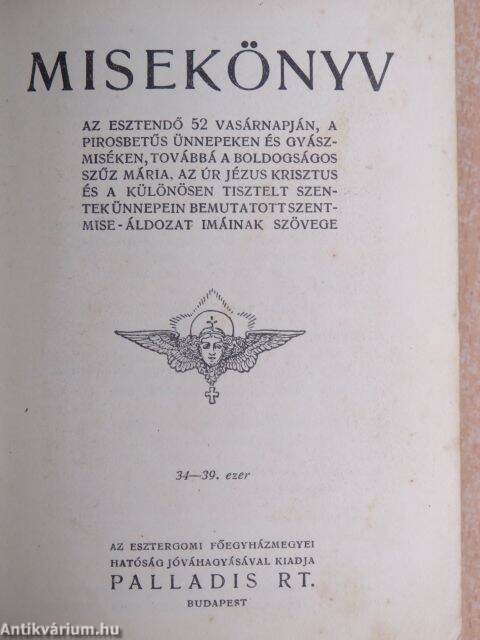 MISEKÖNYV
AZ ESZTENDŐ 52 VASÁRNAPJÁN, A
PIROSBETŰS ÜNNEPEKEN ÉS GYÁSZ-
MISÉKEN, TOVÁBBÁ A BOLDOGSÁGOS
SZŰZ MÁRIA, AZ ÚR JÉZUS KRISZTUS
ÉS A KÜLÖNÖSEN TISZTELT SZEN-
TEK ÜNNEPEIN BEMUTATOTT SZENT-
MISE-ÁLDOZAT IMÁINAK SZÖVEGE
34—39. ezer
AZ ESZTERGOMI FŐEGYHÁZMEGYEI
HATÓSÁG JÓVÁHAGYÁSÁVAL KIADJA
PALLADIS RT.
BUDAPEST
Antikvárium.hu